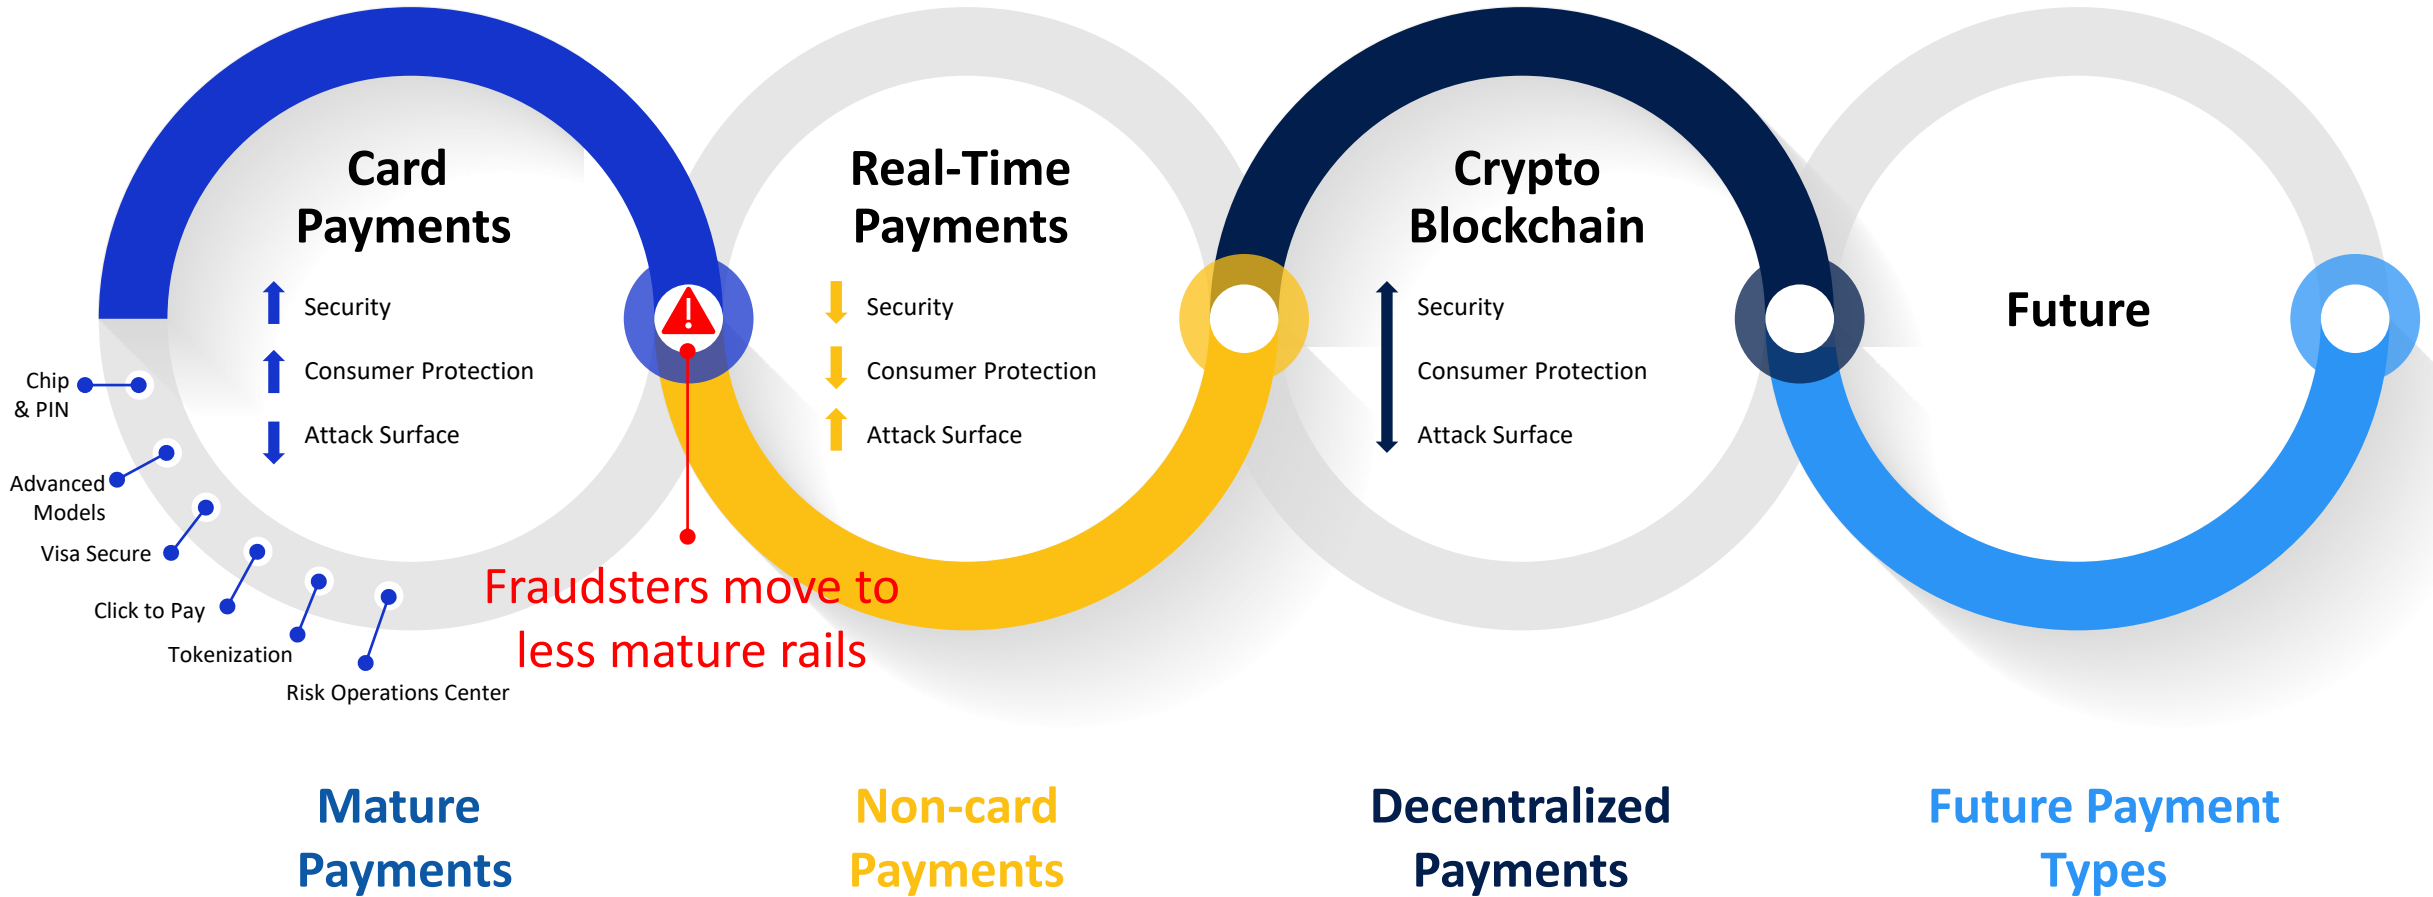 Card
Payments
Security
Consumer Protection
Attack Surface
Chip
& PIN
Advanced
Models
Visa Secure
Click to Pay
Tokenization
Risk Operations Center
Fraudsters move to
less mature rails
Real-Time
Payments
Security
Consumer Protection
Attack Surface
Crypto
Blockchain
Security
Consumer Protection
Attack Surface
Future
Mature
Payments
Non-card
Payments
Decentralized
Payments
Future Payment
Types